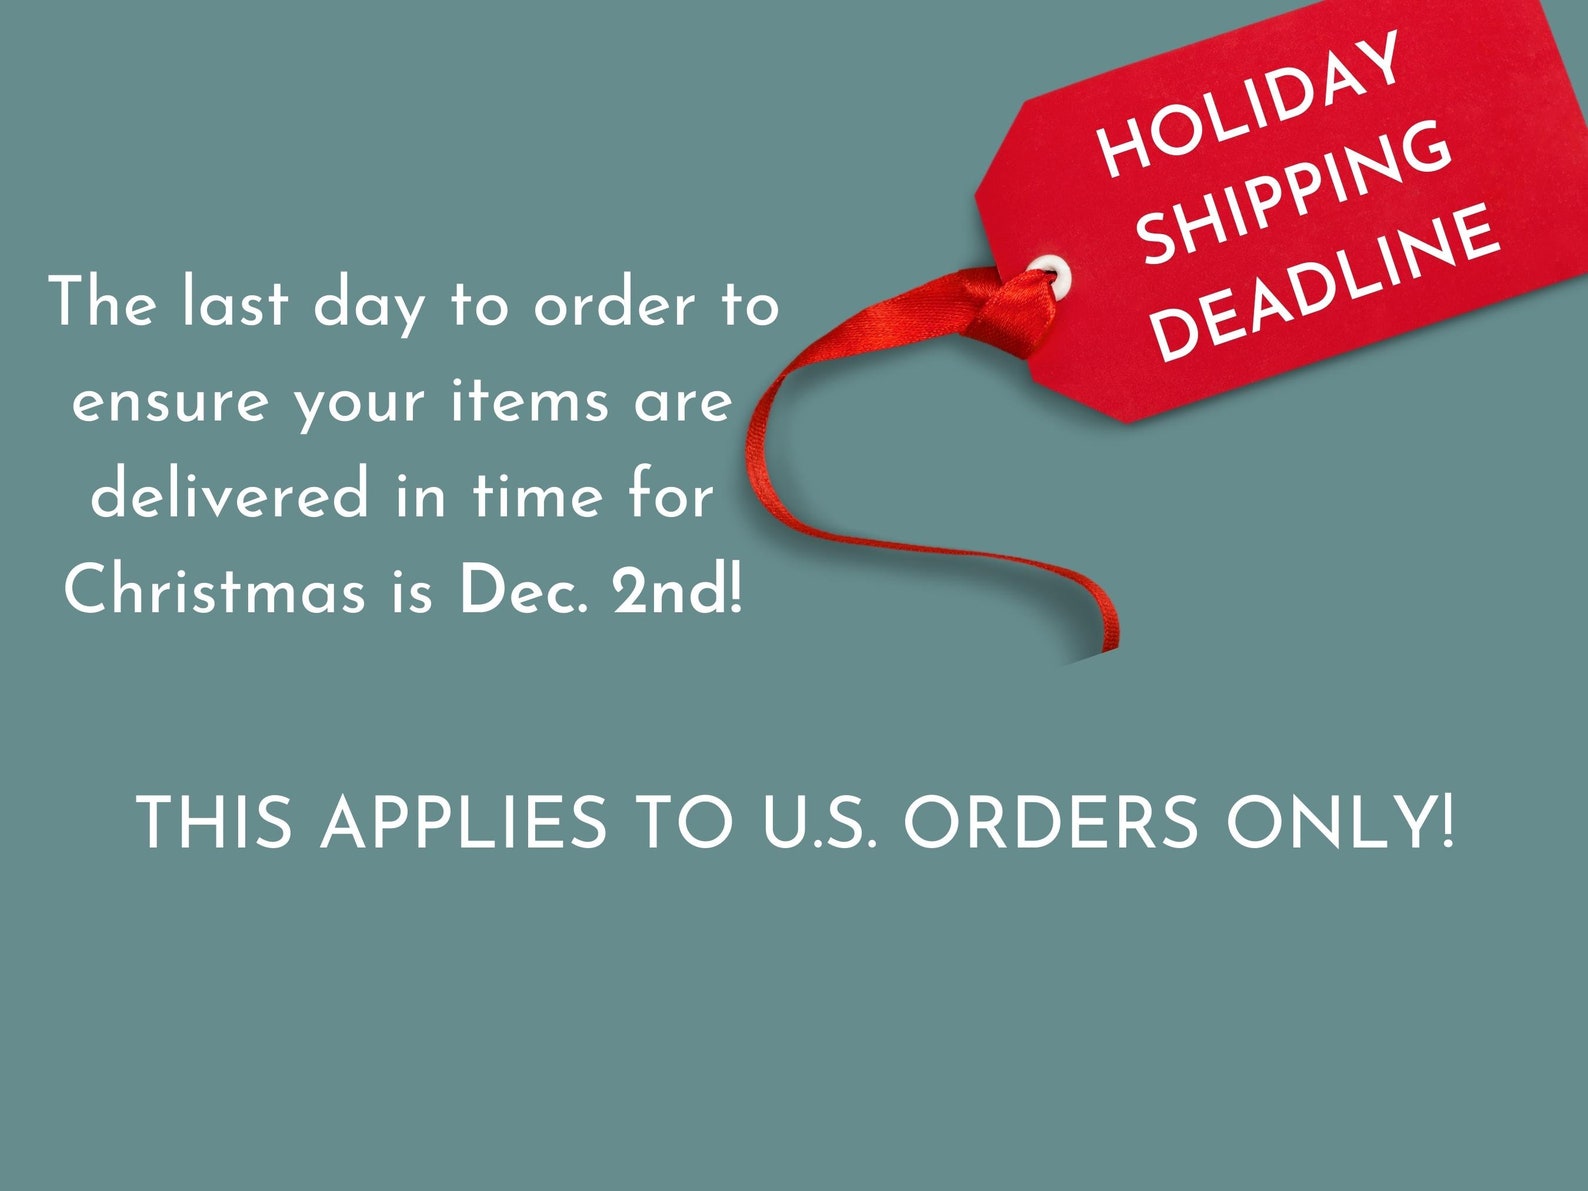 HOLIDAY
SHIPPING
DEADLINE
The last day to order to
ensure your items are
delivered in time for
Christmas is Dec. 2nd!
THIS APPLIES TO U.S. ORDERS ONLY!